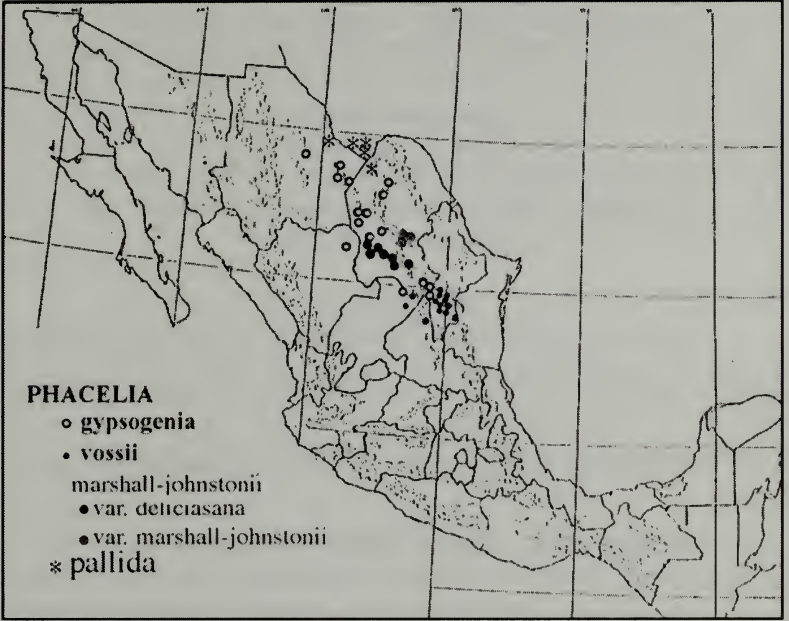 PHACELIA
○ gypsogenia
• vossii
marshall-johnstonii
● var. deliciasana
● var. marshall-johnstonii
* pallida